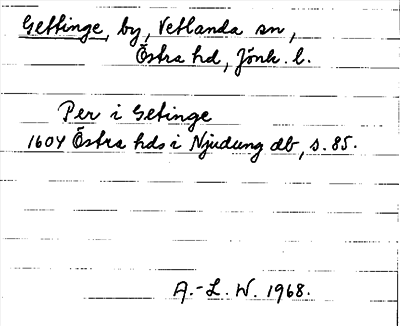 Gettinge, by, Vetlanda sn,
Östra hd, Jönk. l.
Per i Getinge
1604 Östra hds i Njudung db, s. 85.
A.-L. W. 1968.